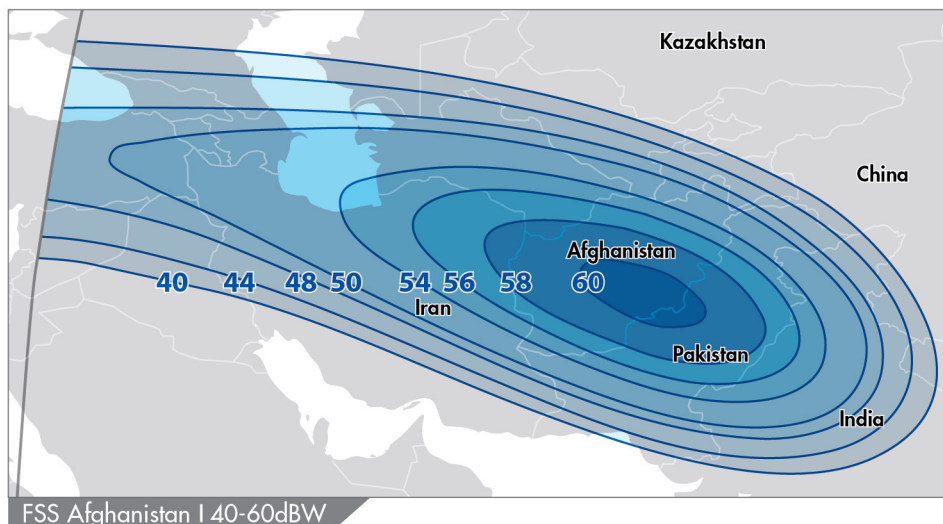 Kazakhstan
China
Afghanistan
40 44 48 50 54 56 58 60
Iran
Pakistan
India
FSS Afghanistan | 40-60dBW